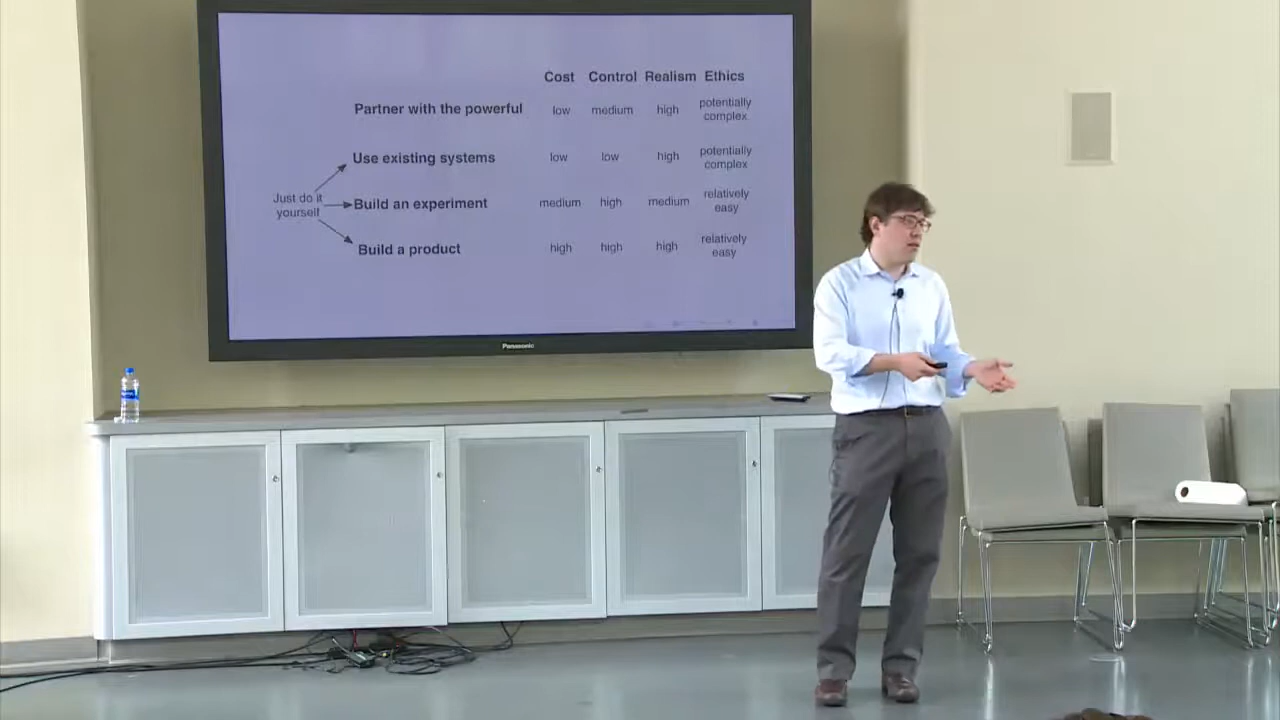 Cost Control Realism Ethics
Partner with the powerful low medium high potentially complex
Use existing systems low low high potentially complex
Just do it yourself
Build an experiment medium high medium relatively easy
Build a product high high high relatively easy
Panasonic